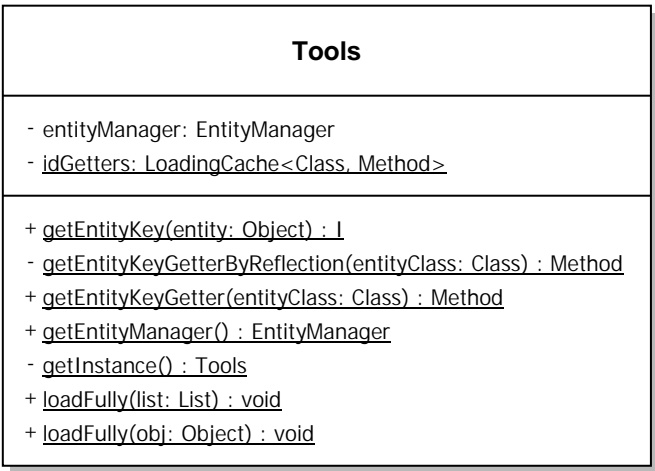 Tools
- entityManager: EntityManager
- idGetters: LoadingCache<Class, Method>
+ getEntityKey(entity: Object) : I
- getEntityKeyGetterByReflection(entityClass: Class) : Method
+ getEntityKeyGetter(entityClass: Class) : Method
+ getEntityManager() : EntityManager
- getInstance() : Tools
+ loadFully(list: List) : void
+ loadFully(obj: Object) : void